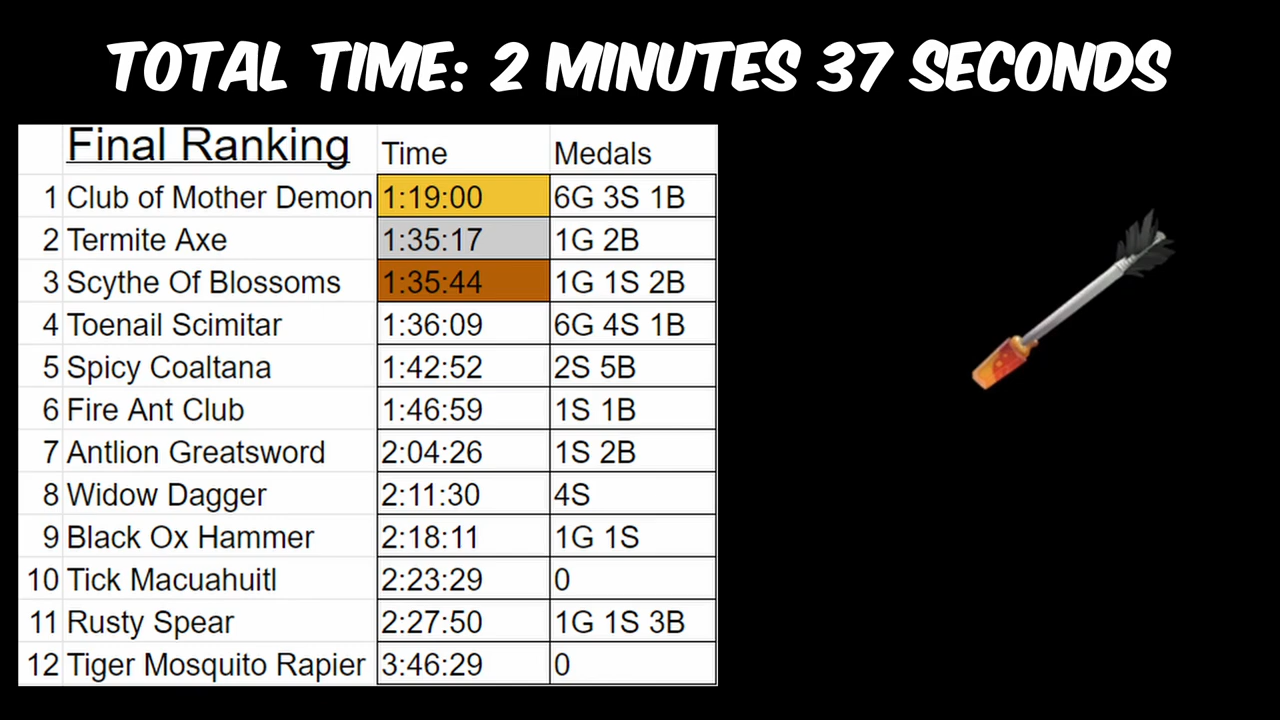 TOTAL TIME: 2 MINUTES 37 SECONDS
Final Ranking Time Medals
1 Club of Mother Demon 1:19:00 6G 3S 1B
2 Termite Axe 1:35:17 1G 2B
3 Scythe Of Blossoms 1:35:44 1G 1S 2B
4 Toenail Scimitar 1:36:09 6G 4S 1B
5 Spicy Coaltana 1:42:52 2S 5B
6 Fire Ant Club 1:46:59 1S 1B
7 Antlion Greatsword 2:04:26 1S 2B
8 Widow Dagger 2:11:30 4S
9 Black Ox Hammer 2:18:11 1G 1S
10 Tick Macuahuitl 2:23:29 0
11 Rusty Spear 2:27:50 1G 1S 3B
12 Tiger Mosquito Rapier 3:46:29 0